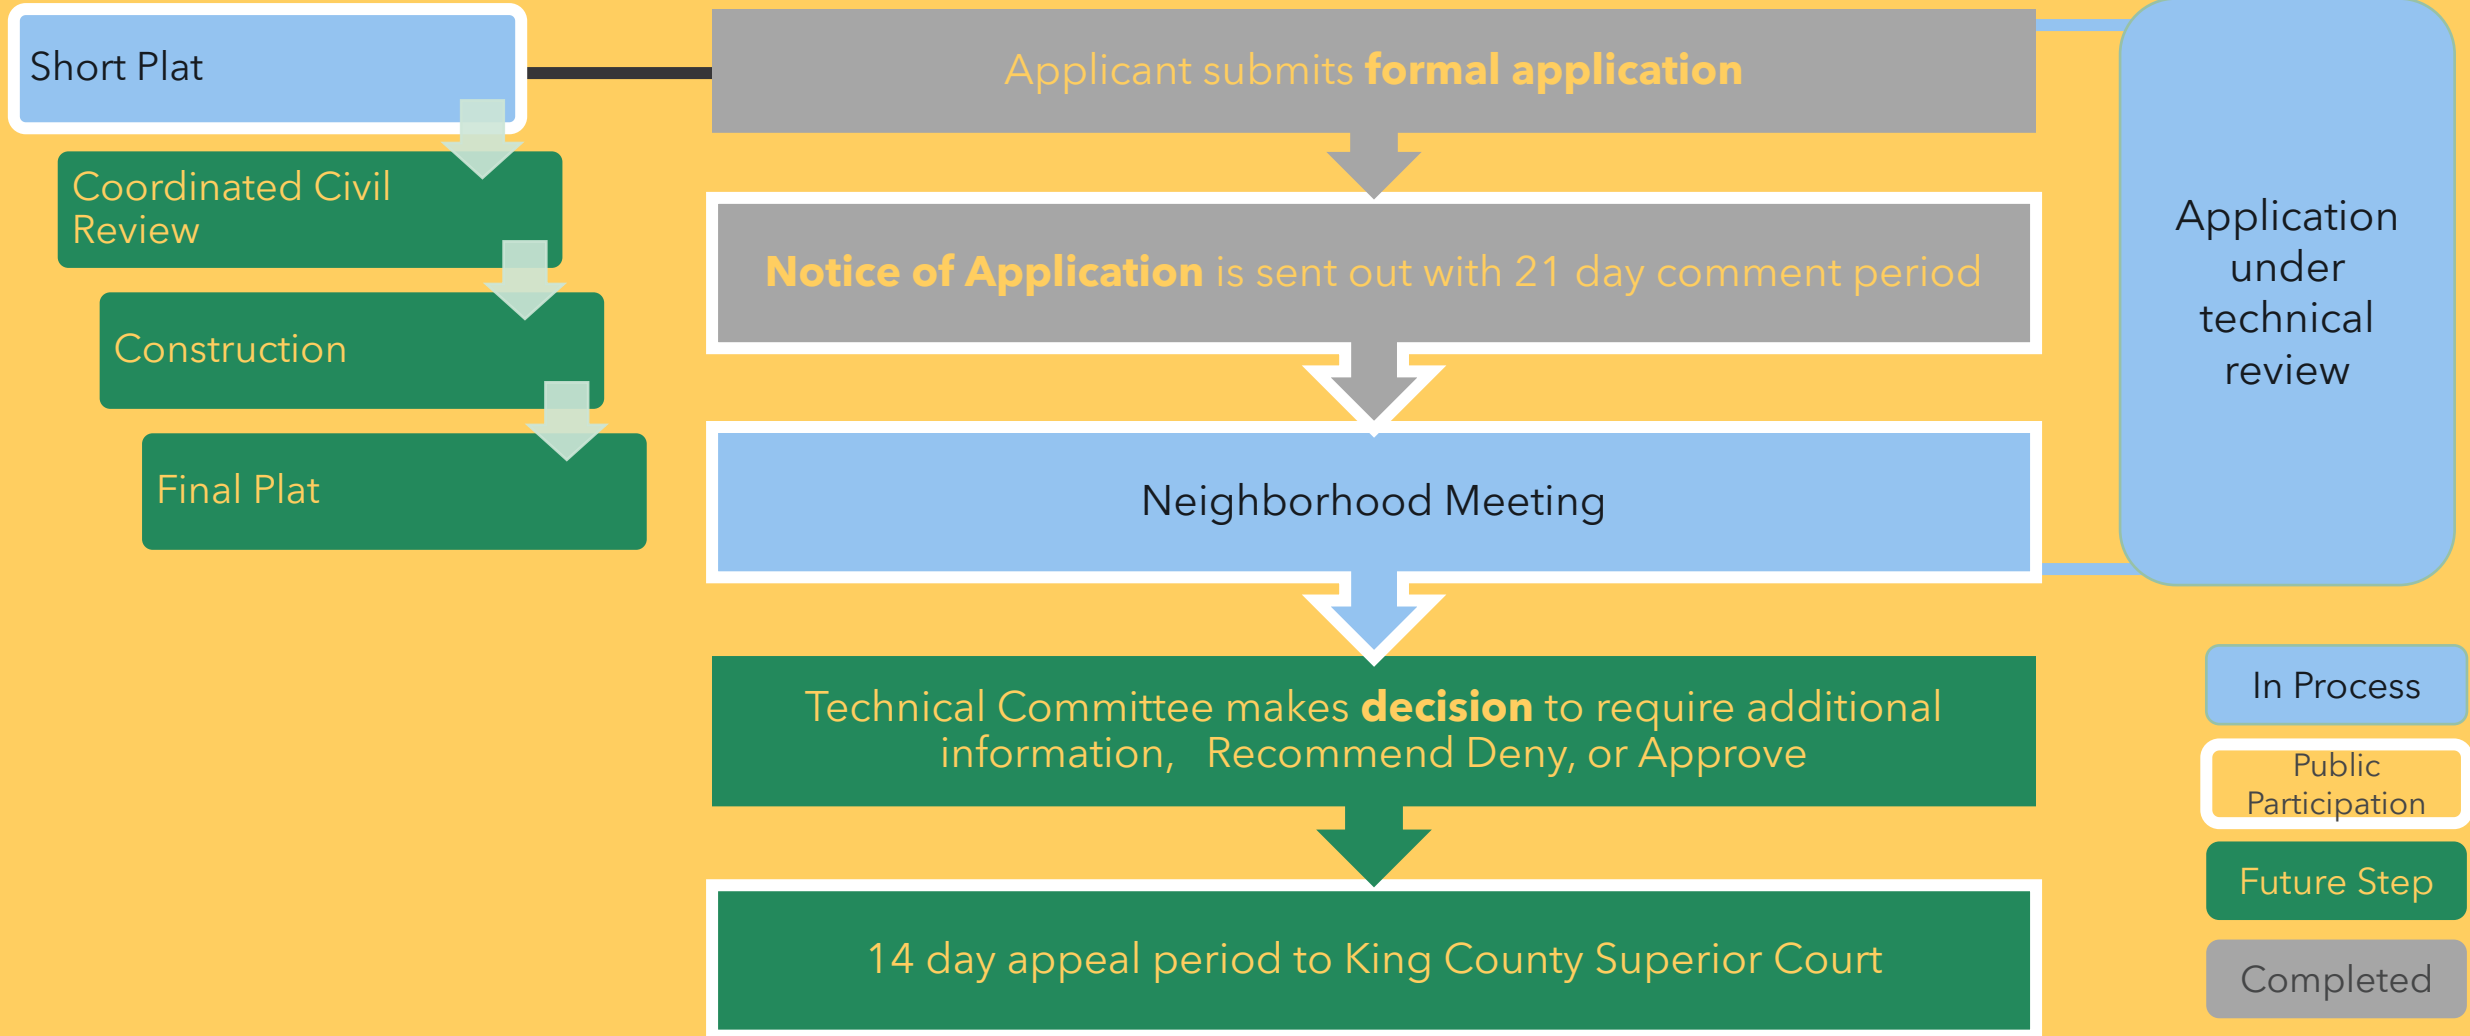 Short Plat
Coordinated Civil
Review
Construction
Final Plat
Applicant submits formal application
Notice of Application is sent out with 21 day comment period
Neighborhood Meeting
Technical Committee makes decision to require additional
information, Recommend Deny, or Approve
14 day appeal period to King County Superior Court
Application
under
technical
review
In Process
Public
Participation
Future Step
Completed